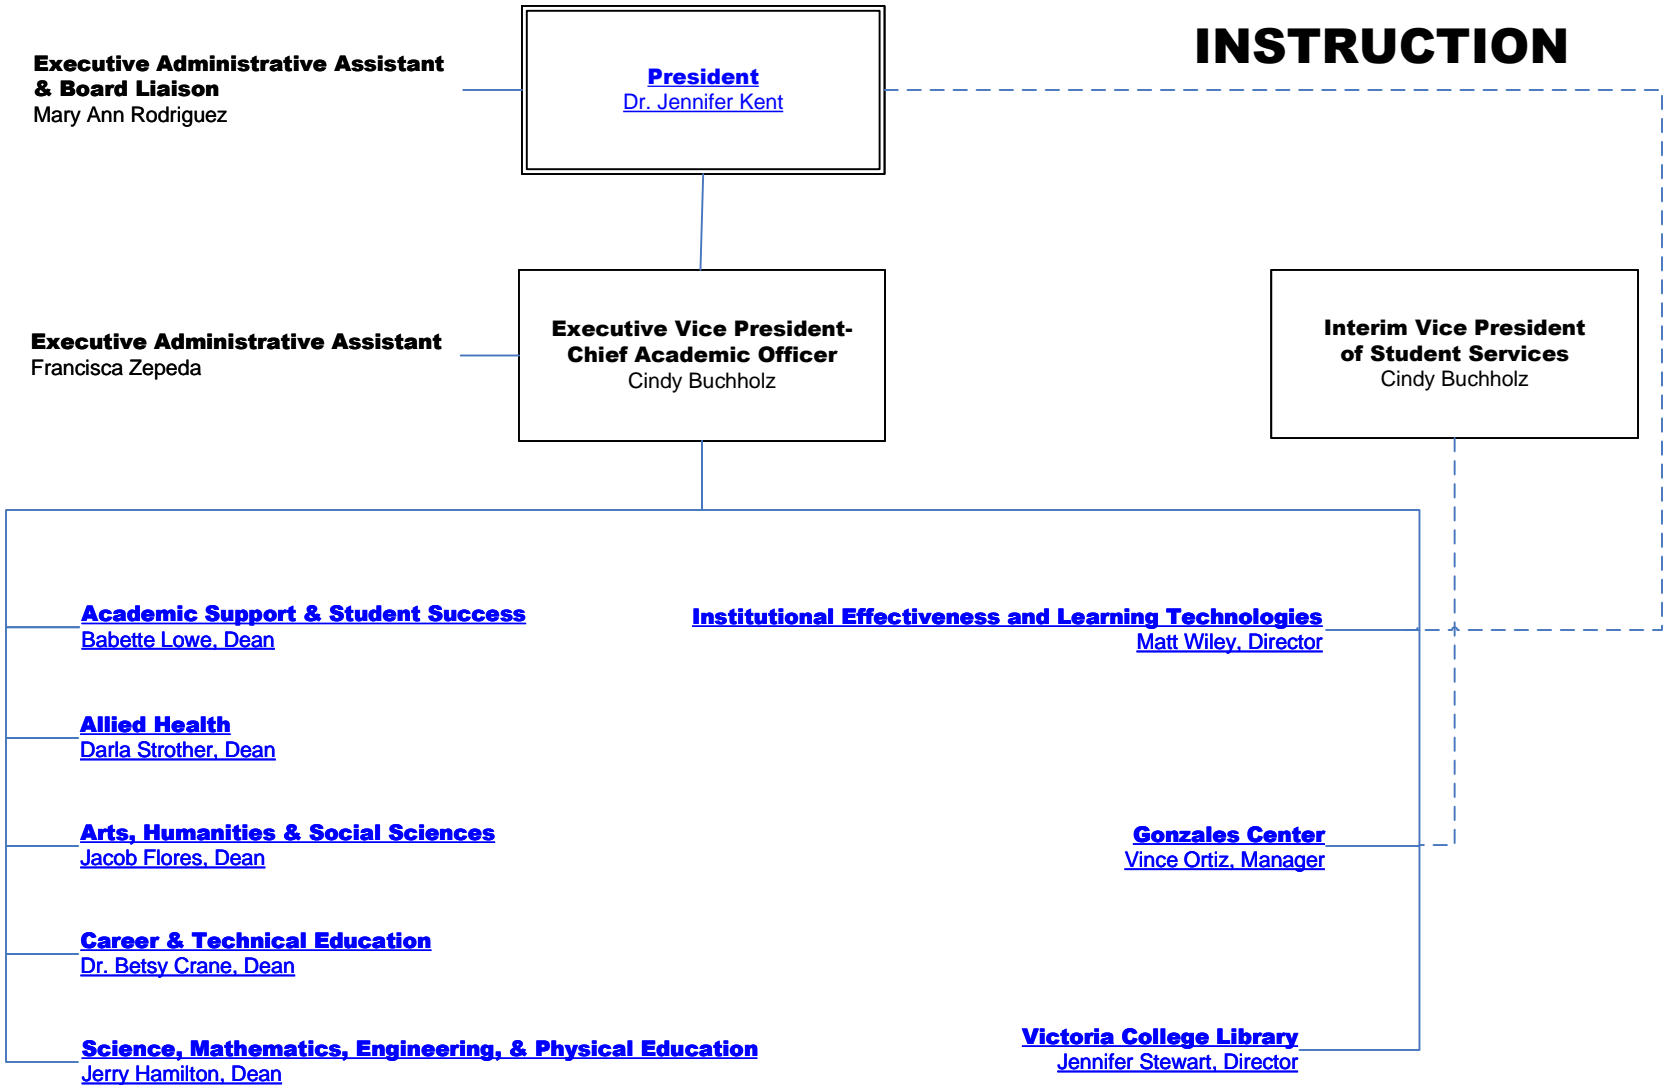 INSTRUCTION
Executive Administrative Assistant
& Board Liaison
Mary Ann Rodriguez
President
Dr. Jennifer Kent
Executive Administrative Assistant
Francisca Zepeda
Executive Vice President-
Chief Academic Officer
Cindy Buchholz
Interim Vice President
of Student Services
Cindy Buchholz
Academic Support & Student Success
Babette Lowe, Dean
Allied Health
Darla Strother, Dean
Arts, Humanities & Social Sciences
Jacob Flores, Dean
Career & Technical Education
Dr. Betsy Crane, Dean
Science, Mathematics, Engineering, & Physical Education
Jerry Hamilton, Dean
Institutional Effectiveness and Learning Technologies
Matt Wiley, Director
Gonzales Center
Vince Ortiz, Manager
Victoria College Library
Jennifer Stewart, Director